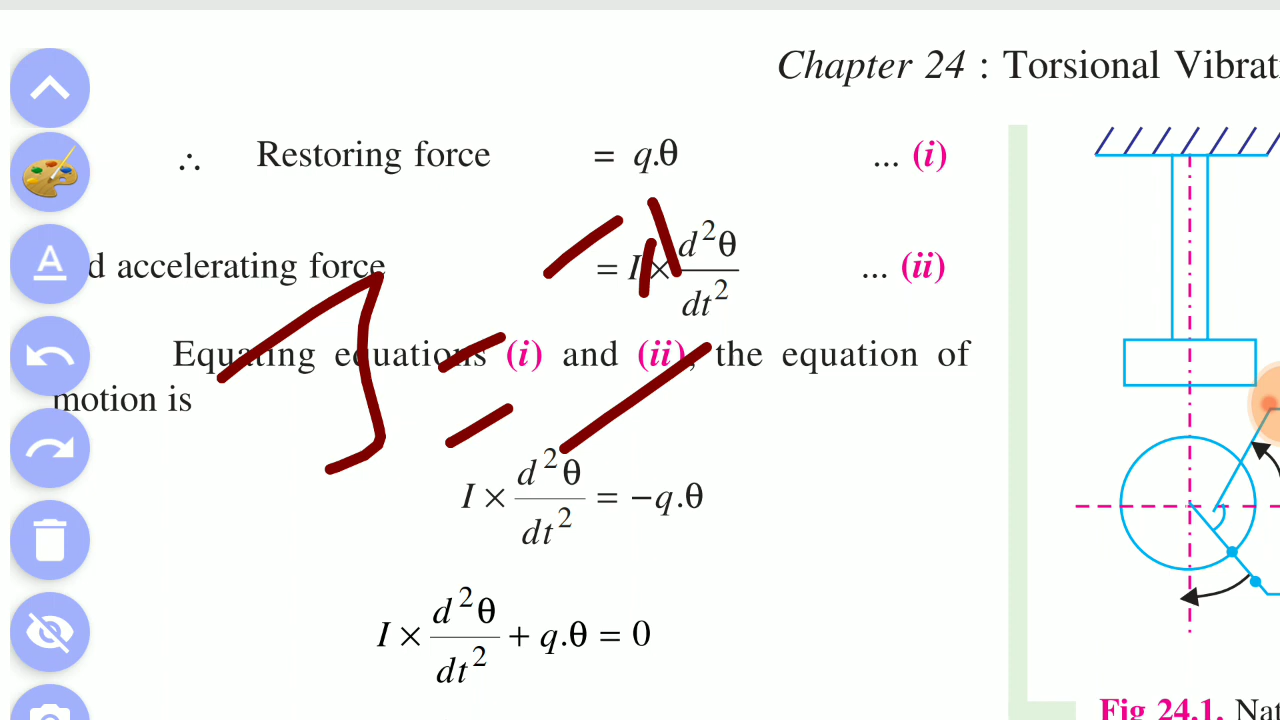 Chapter 24 : Torsional Vibrat
∴ Restoring force = q.θ ... (i)
d accelerating force = I × d²θ/dt² ... (ii)
Equating equations (i) and (ii), the equation of
motion is
I × d²θ/dt² = −q.θ
I × d²θ/dt² + q.θ = 0
Fig 24.1. Nat